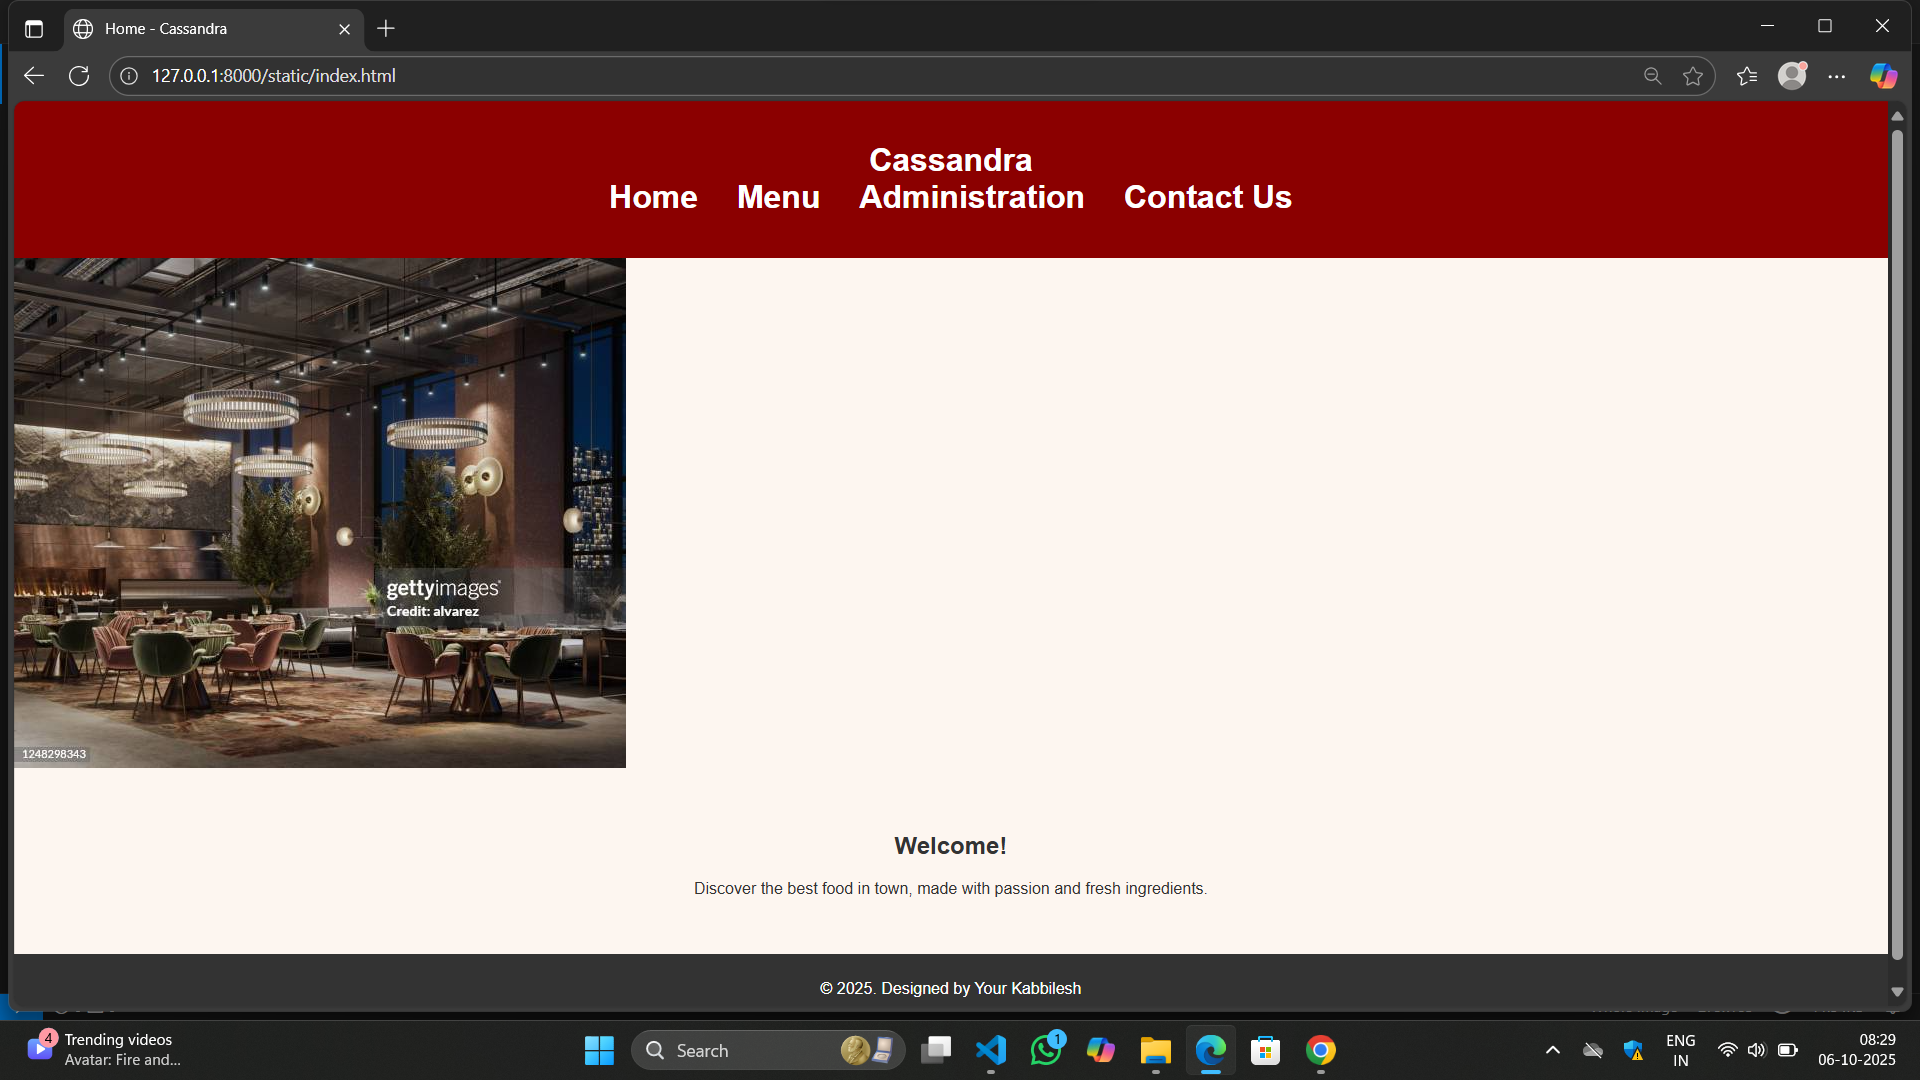 Home - Cassandra
127.0.0.1:8000/static/index.html
Cassandra
Home Menu Administration Contact Us
gettyimages
Credit: alvarez
1248298343
Welcome!
Discover the best food in town, made with passion and fresh ingredients.
© 2025. Designed by Your Kabbilesh
4
Trending videos
Avatar: Fire and...
Search
1
ENG
IN
08:29
06-10-2025